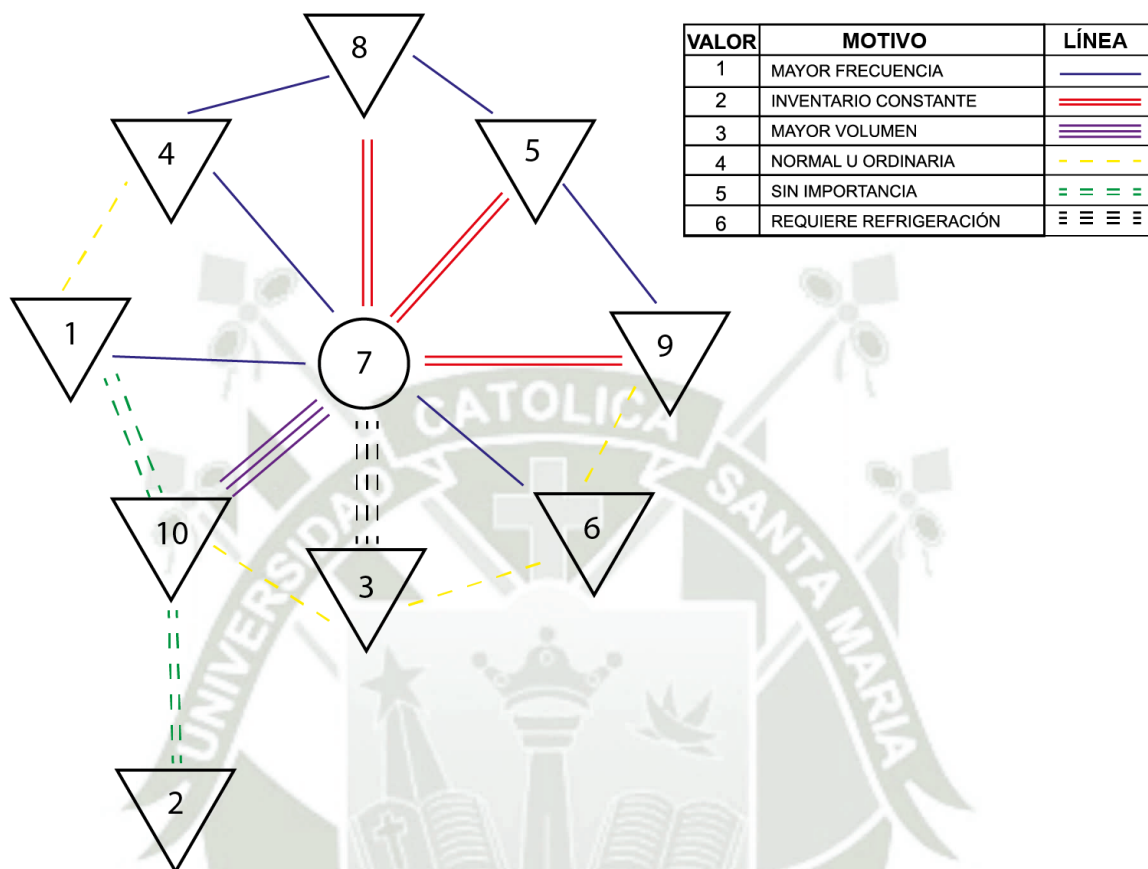 8
4
5
1
7
9
10
3
6
2
VALOR MOTIVO LÍNEA
1 MAYOR FRECUENCIA
2 INVENTARIO CONSTANTE
3 MAYOR VOLUMEN
4 NORMAL U ORDINARIA
5 SIN IMPORTANCIA
6 REQUIERE REFRIGERACIÓN
UNIVERSIDAD CATOLICA SANTA MARIA